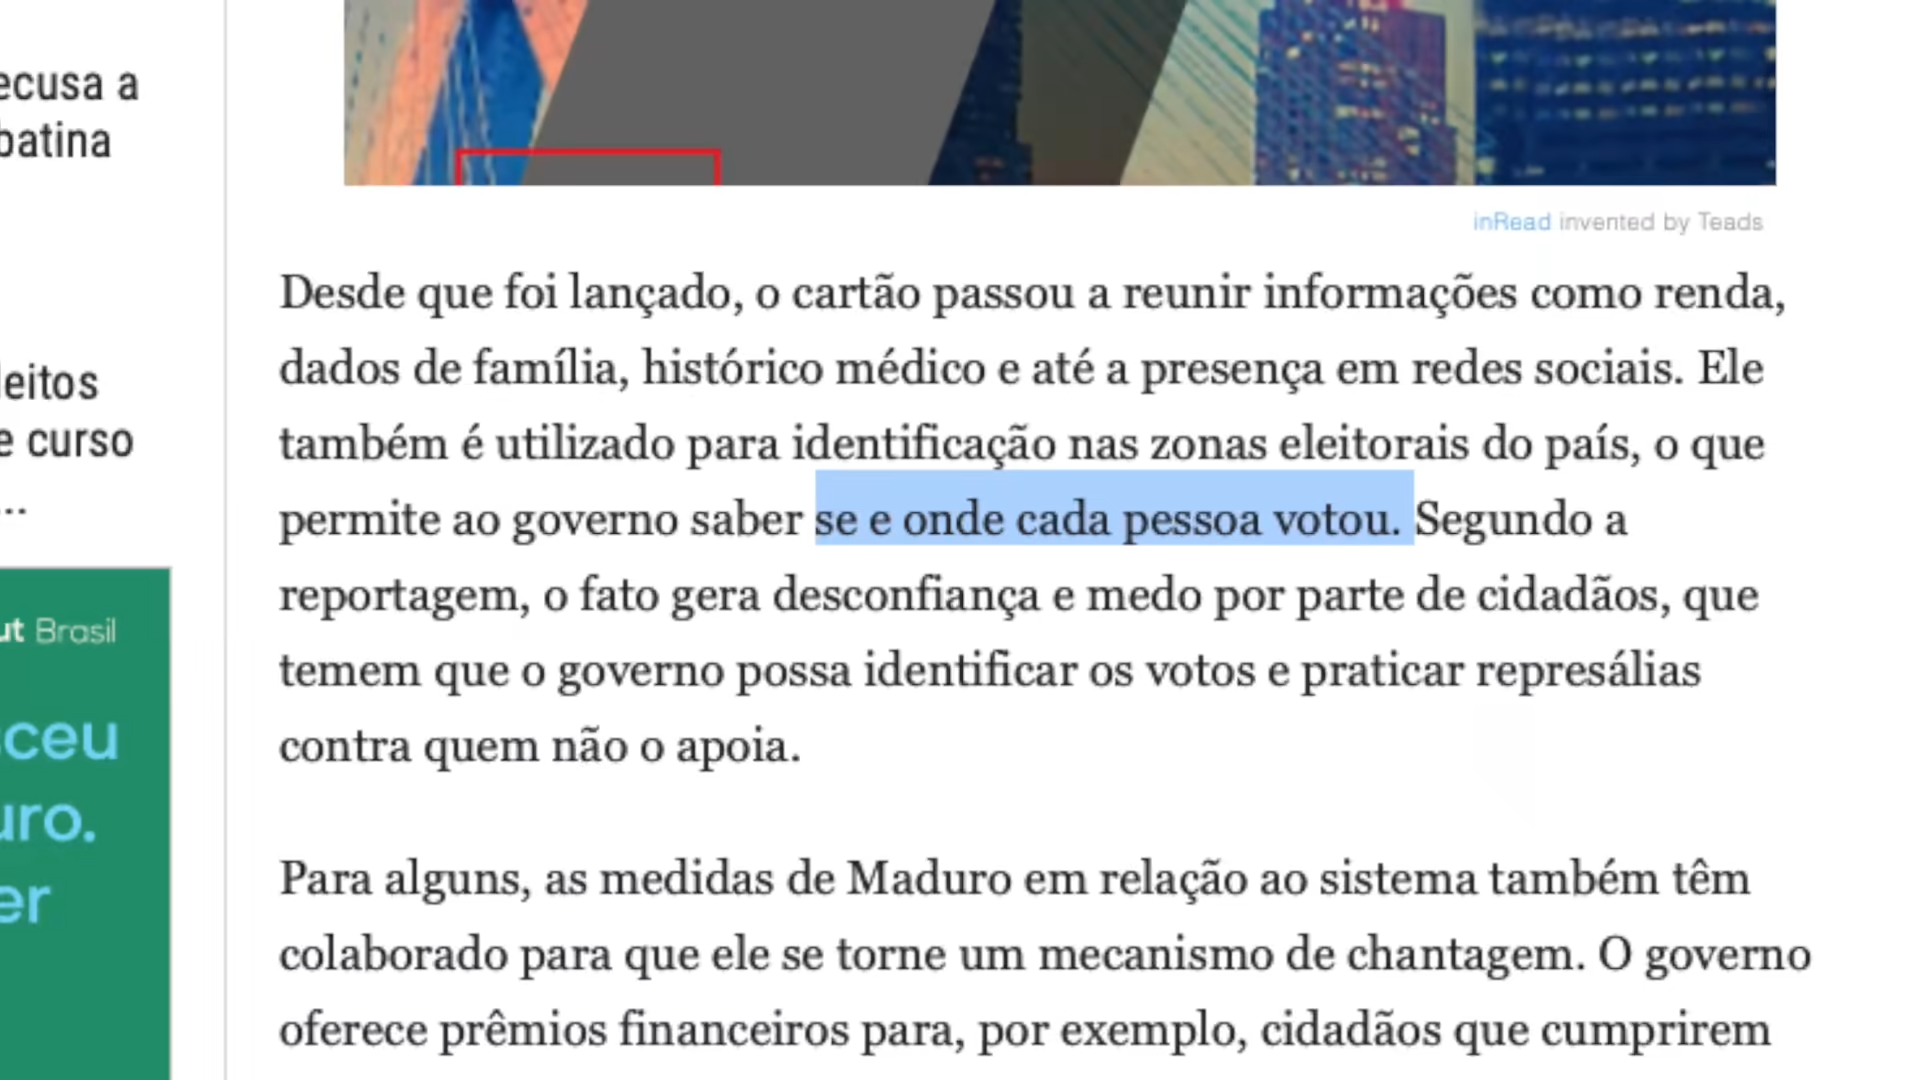 ecusa a
batina
eitos
e curso
...
ut Brasil
ceu
uro.
er
inRead invented by Teads
Desde que foi lançado, o cartão passou a reunir informações como renda,
dados de família, histórico médico e até a presença em redes sociais. Ele
também é utilizado para identificação nas zonas eleitorais do país, o que
permite ao governo saber se e onde cada pessoa votou. Segundo a
reportagem, o fato gera desconfiança e medo por parte de cidadãos, que
temem que o governo possa identificar os votos e praticar represálias
contra quem não o apoia.
Para alguns, as medidas de Maduro em relação ao sistema também têm
colaborado para que ele se torne um mecanismo de chantagem. O governo
oferece prêmios financeiros para, por exemplo, cidadãos que cumprirem